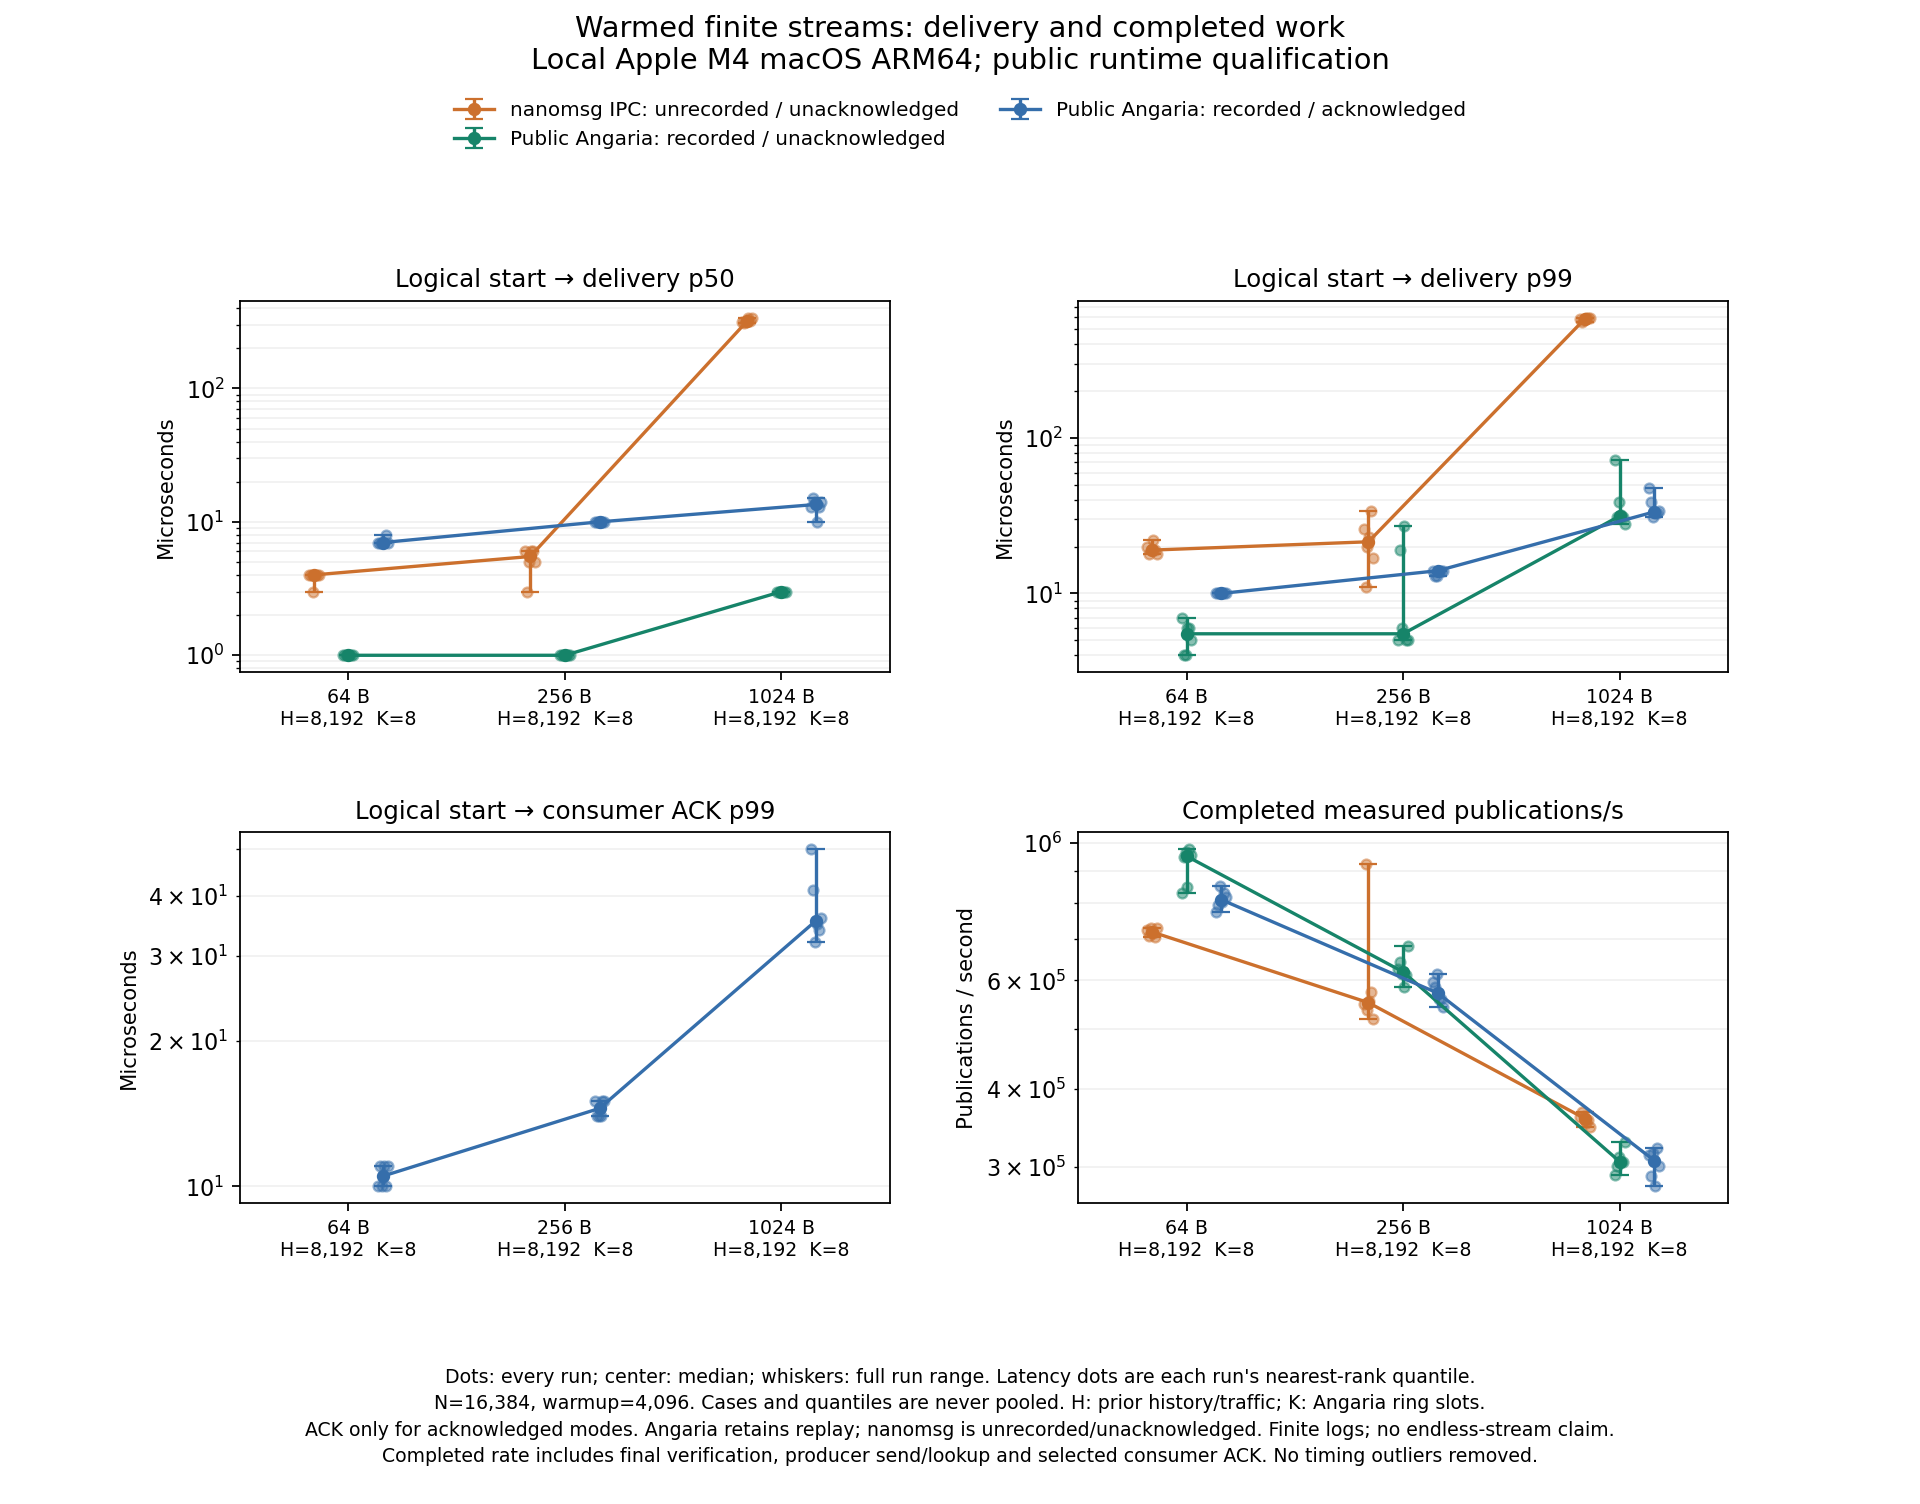 Warmed finite streams: delivery and completed work
Local Apple M4 macOS ARM64; public runtime qualification
nanomsg IPC: unrecorded / unacknowledged
Public Angaria: recorded / unacknowledged
Public Angaria: recorded / acknowledged
Logical start → delivery p50
Microseconds
10²
10¹
10⁰
64 B
H=8,192 K=8
256 B
H=8,192 K=8
1024 B
H=8,192 K=8
Logical start → delivery p99
Microseconds
10²
10¹
64 B
H=8,192 K=8
256 B
H=8,192 K=8
1024 B
H=8,192 K=8
Logical start → consumer ACK p99
Microseconds
4 × 10¹
3 × 10¹
2 × 10¹
10¹
64 B
H=8,192 K=8
256 B
H=8,192 K=8
1024 B
H=8,192 K=8
Completed measured publications/s
Publications / second
10⁶
6 × 10⁵
4 × 10⁵
3 × 10⁵
64 B
H=8,192 K=8
256 B
H=8,192 K=8
1024 B
H=8,192 K=8
Dots: every run; center: median; whiskers: full run range. Latency dots are each run's nearest-rank quantile.
N=16,384, warmup=4,096. Cases and quantiles are never pooled. H: prior history/traffic; K: Angaria ring slots.
ACK only for acknowledged modes. Angaria retains replay; nanomsg is unrecorded/unacknowledged. Finite logs; no endless-stream claim.
Completed rate includes final verification, producer send/lookup and selected consumer ACK. No timing outliers removed.